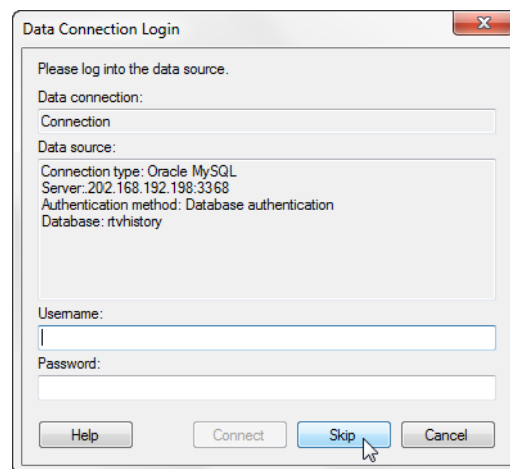 Data Connection Login
Please log into the data source.
Data connection:
Connection
Data source:
Connection type: Oracle MySQL
Server:.202.168.192.198:3368
Authentication method: Database authentication
Database: rtvhistory
Username:
Password:
Help Connect Skip Cancel